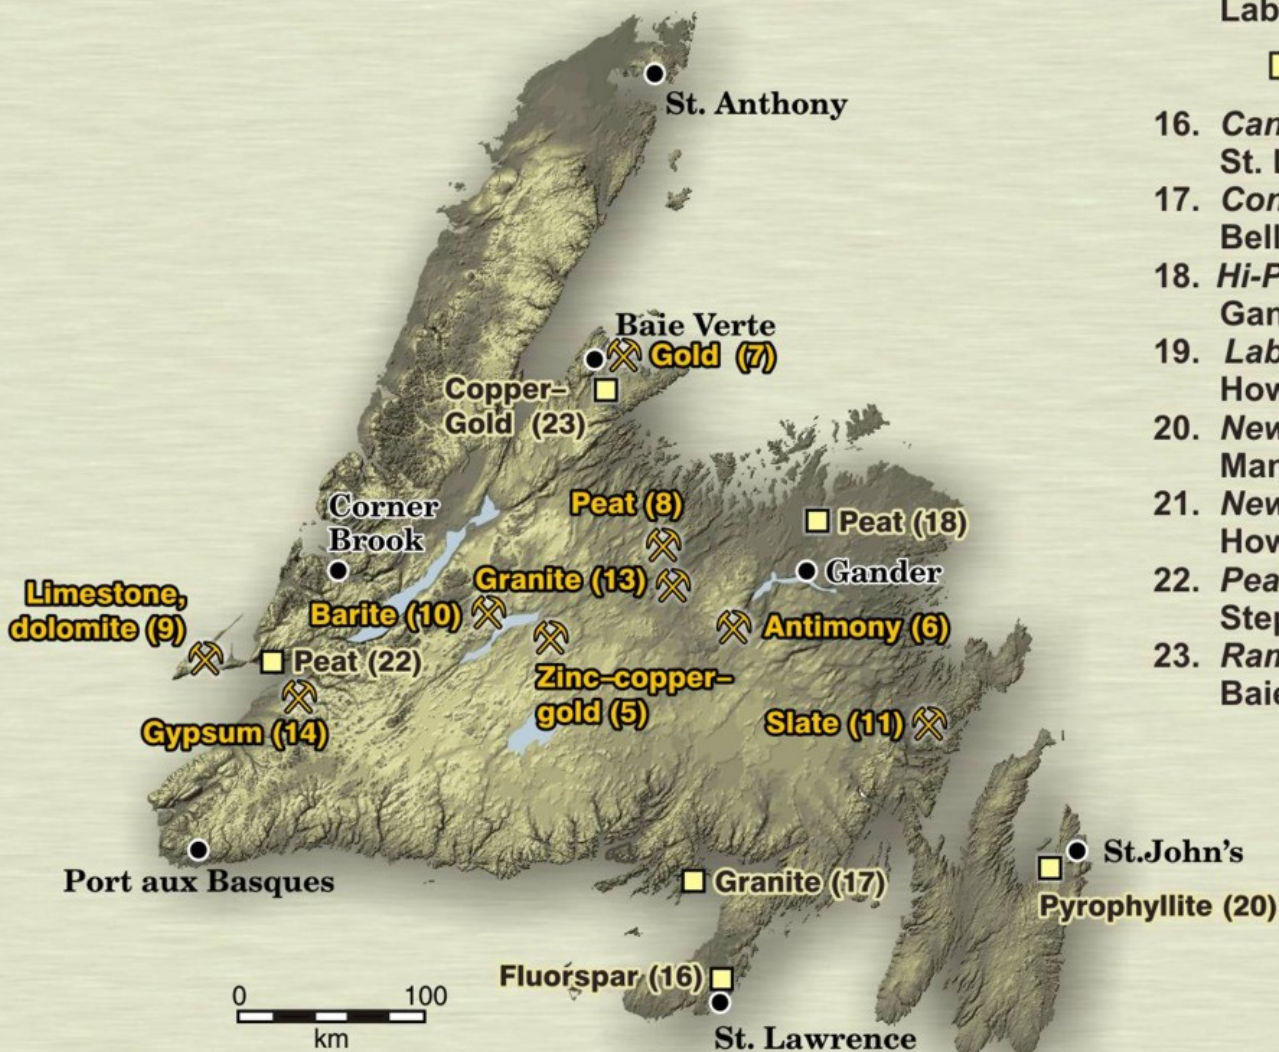 St. Anthony
Baie Verte
Gold (7)
Copper–
Gold (23)
Corner
Brook
Peat (8)
Peat (18)
Granite (13)
Gander
Limestone,
dolomite (9)
Barite (10)
Antimony (6)
Peat (22)
Zinc–copper–
gold (5)
Gypsum (14)
Slate (11)
Port aux Basques
St.John's
Granite (17)
Pyrophyllite (20)
Fluorspar (16)
St. Lawrence
0 100
km
Lab
16. Can
St.
17. Con
Bell
18. Hi-P
Gan
19. Lab
How
20. New
Mar
21. New
How
22. Pea
Step
23. Ram
Baie